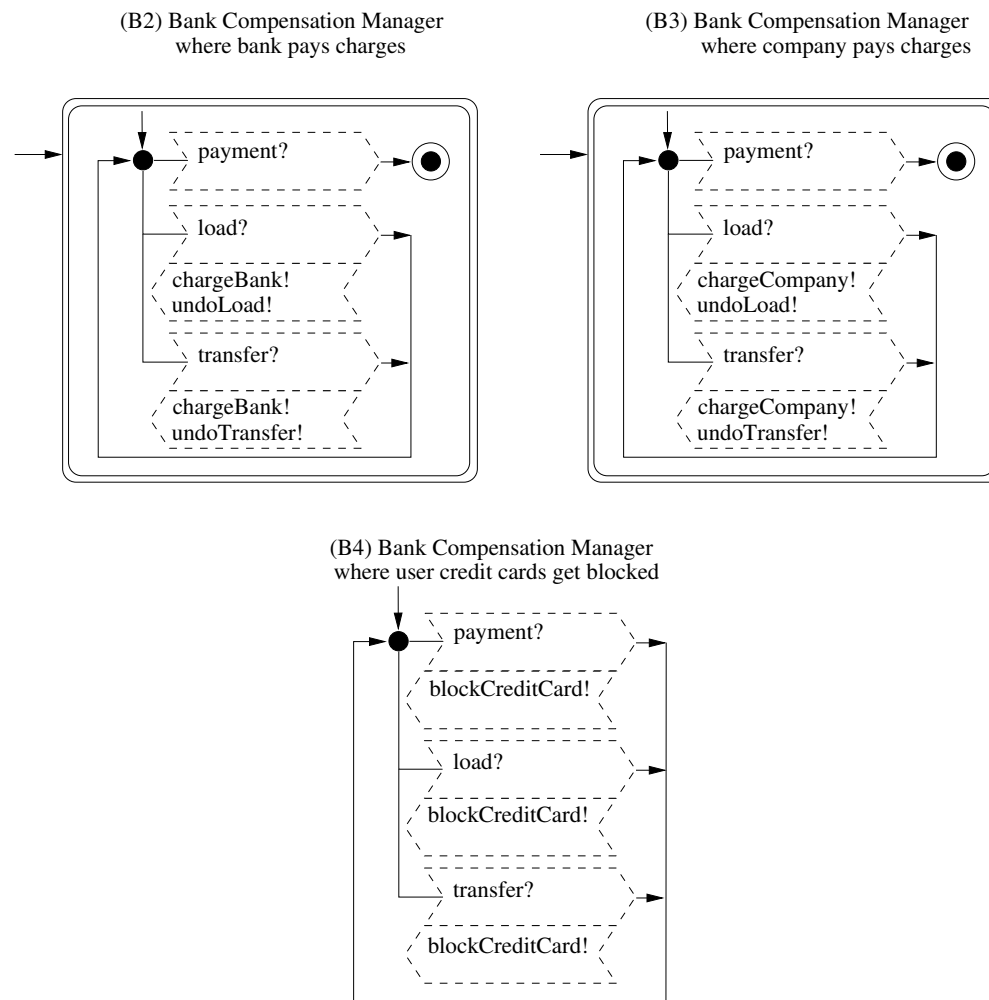 (B2) Bank Compensation Manager
where bank pays charges
(B3) Bank Compensation Manager
where company pays charges
payment?
load?
chargeBank!
undoLoad!
transfer?
chargeBank!
undoTransfer!
payment?
load?
chargeCompany!
undoLoad!
transfer?
chargeCompany!
undoTransfer!
(B4) Bank Compensation Manager
where user credit cards get blocked
payment?
blockCreditCard!
load?
blockCreditCard!
transfer?
blockCreditCard!